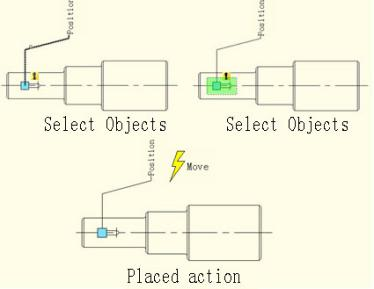 Position
Position
Select Objects
Select Objects
Position
Move
Placed action